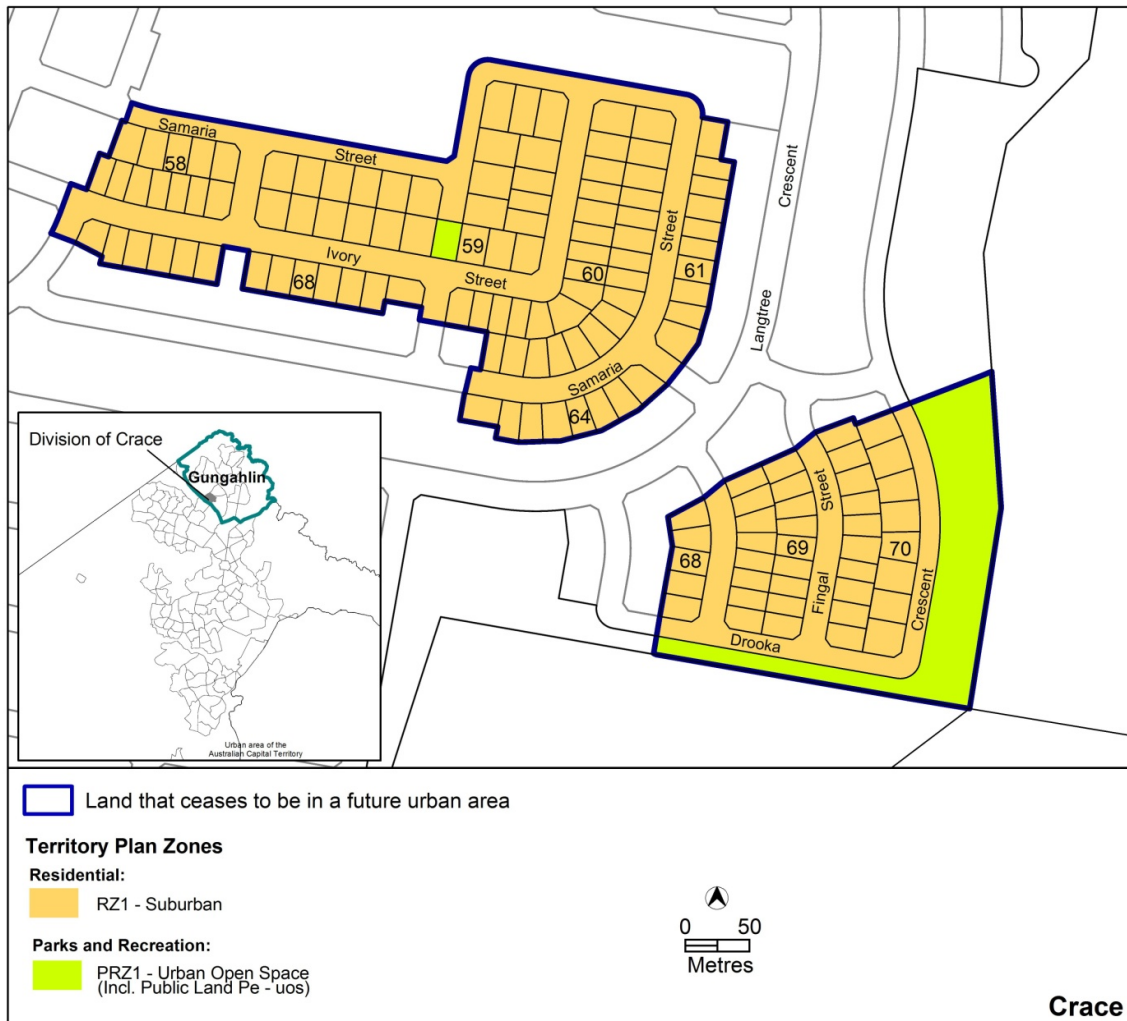 Samaria
Street
58
59
Ivory
Street
68
60
61
Street
Samaria
64
Langtree
Crescent
68
69
70
Street
Fingal
Crescent
Drooka
Division of Crace
Gungahlin
Urban area of the
Australian Capital Territory
Land that ceases to be in a future urban area
Territory Plan Zones
Residential:
RZ1 - Suburban
Parks and Recreation:
PRZ1 - Urban Open Space
(Incl. Public Land Pe - uos)
0 50
Metres
Crace